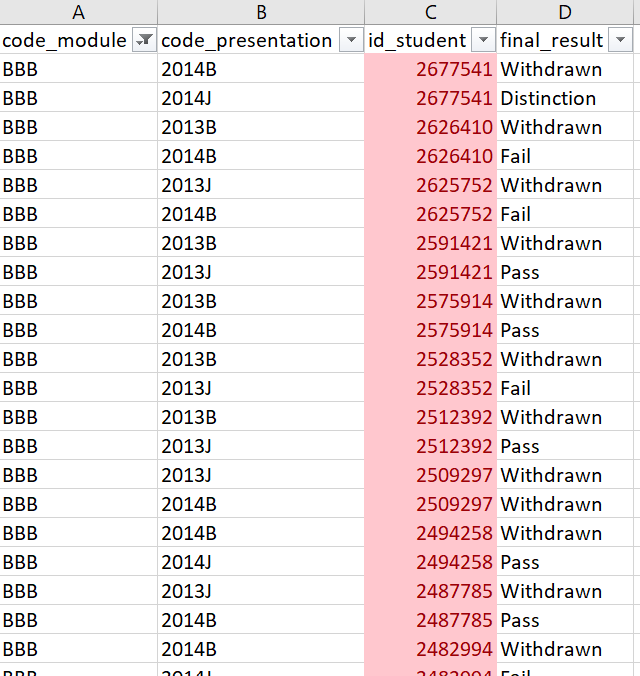 A B C D
code_module code_presentation id_student final_result
BBB 2014B 2677541 Withdrawn
BBB 2014J 2677541 Distinction
BBB 2013B 2626410 Withdrawn
BBB 2014B 2626410 Fail
BBB 2013J 2625752 Withdrawn
BBB 2014B 2625752 Fail
BBB 2013B 2591421 Withdrawn
BBB 2013J 2591421 Pass
BBB 2013B 2575914 Withdrawn
BBB 2014B 2575914 Pass
BBB 2013B 2528352 Withdrawn
BBB 2013J 2528352 Fail
BBB 2013B 2512392 Withdrawn
BBB 2013J 2512392 Pass
BBB 2013J 2509297 Withdrawn
BBB 2014B 2509297 Withdrawn
BBB 2014B 2494258 Withdrawn
BBB 2014J 2494258 Pass
BBB 2013J 2487785 Withdrawn
BBB 2014B 2487785 Pass
BBB 2014B 2482994 Withdrawn
BBB 2014J 2482994 Fail